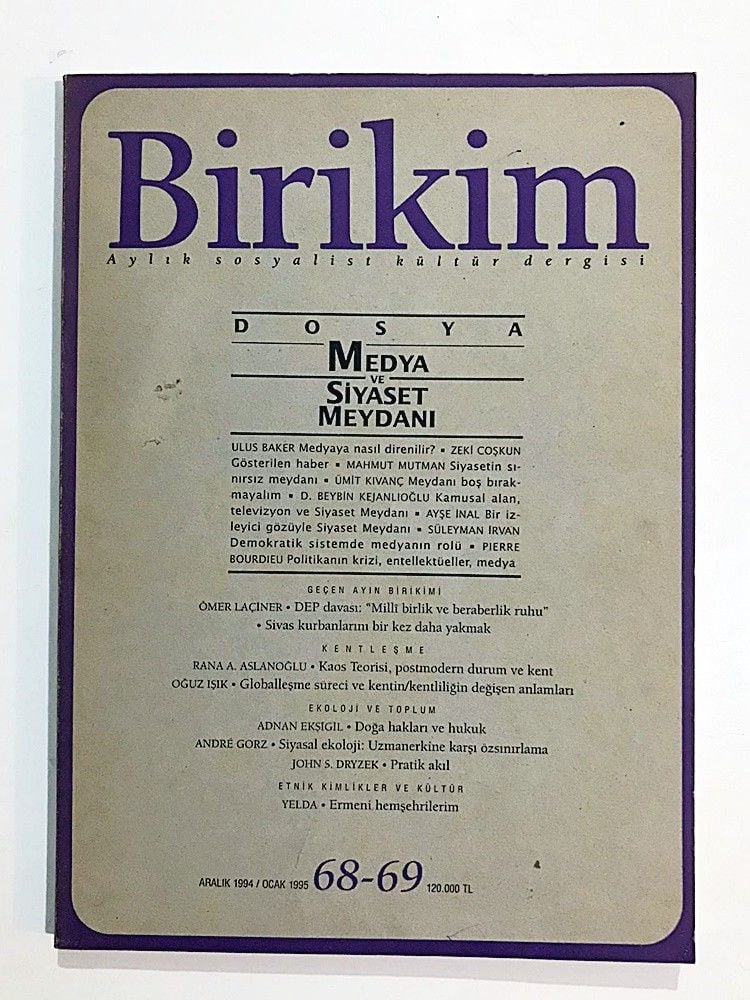 Birikim
Aylık sosyalist kültür dergisi
DOSYA
MEDYA
VE
SİYASET
MEYDANI
ULUS BAKER Medyaya nasıl direnilir? ▪ ZEKİ COŞKUN
Gösterilen haber ▪ MAHMUT MUTMAN Siyasetin sı-
nırsız meydanı ▪ ÜMİT KIVANÇ Meydanı boş bırak-
mayalım ▪ D. BEYBİN KEJANLIOĞLU Kamusal alan,
televizyon ve Siyaset Meydanı ▪ AYŞE İNAL Bir iz-
leyici gözüyle Siyaset Meydanı ▪ SÜLEYMAN İRVAN
Demokratik sistemde medyanın rolü ▪ PIERRE
BOURDIEU Politikanın krizi, entellektüeller, medya
GEÇEN AYIN BİRİKİMİ
ÖMER LAÇİNER • DEP davası: "Milli birlik ve beraberlik ruhu"
• Sivas kurbanlarını bir kez daha yakmak
KENTLEŞME
RANA A. ASLANOĞLU • Kaos Teorisi, postmodern durum ve kent
OĞUZ IŞIK • Globalleşme süreci ve kentin/kentliliğin değişen anlamları
EKOLOJİ VE TOPLUM
ADNAN EKŞİGİL • Doğa hakları ve hukuk
ANDRÉ GORZ • Siyasal ekoloji: Uzmanerkine karşı özsınırlama
JOHN S. DRYZEK • Pratik akıl
ETNİK KİMLİKLER VE KÜLTÜR
YELDA • Ermeni hemşehrilerim
ARALIK 1994 / OCAK 1995 68-69 120.000 TL